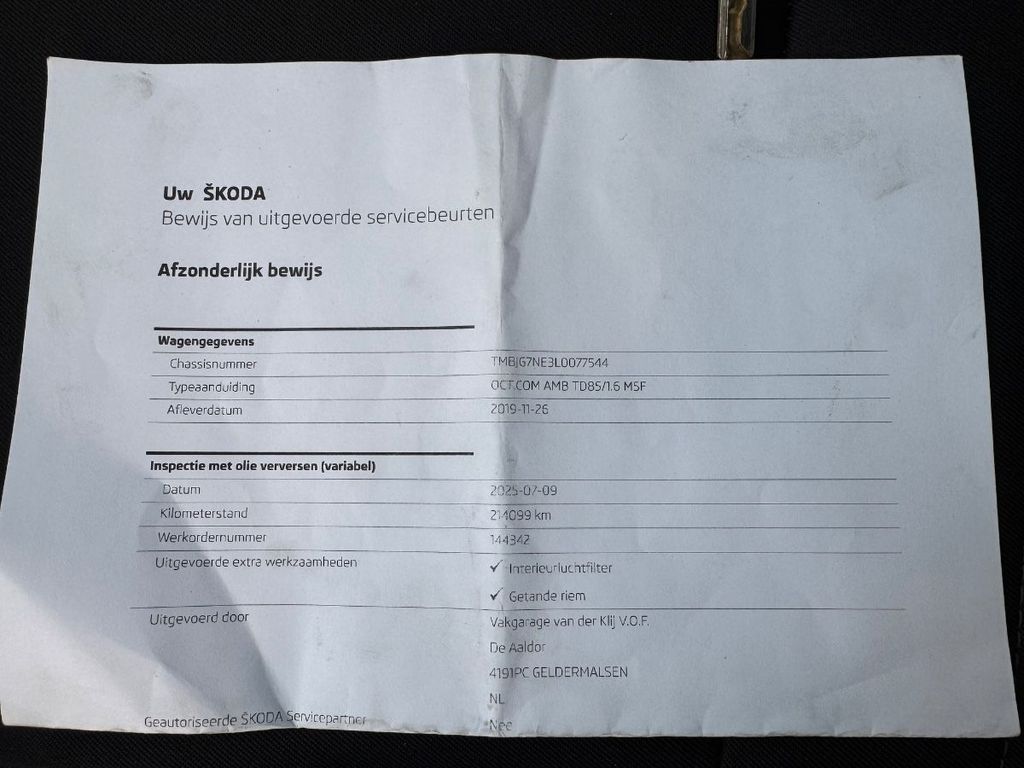 Uw ŠKODA
Bewijs van uitgevoerde servicebeurten
Afzonderlijk bewijs
Wagengegevens
Chassisnummer TMBJG7NE3L0077544
Typeaanduiding OCT.COM AMB TD85/1.6 M5F
Afleverdatum 2019-11-26
Inspectie met olie verversen (variabel)
Datum 2025-07-09
Kilometerstand 214099 km
Werkordernummer 144342
Uitgevoerde extra werkzaamheden ✓ Interieurluchtfilter
✓ Getande riem
Uitgevoerd door Vakgarage van der Klij V.O.F.
De Aaldor
4191PC GELDERMALSEN
NL
Geautoriseerde ŠKODA Servicepartner Nee